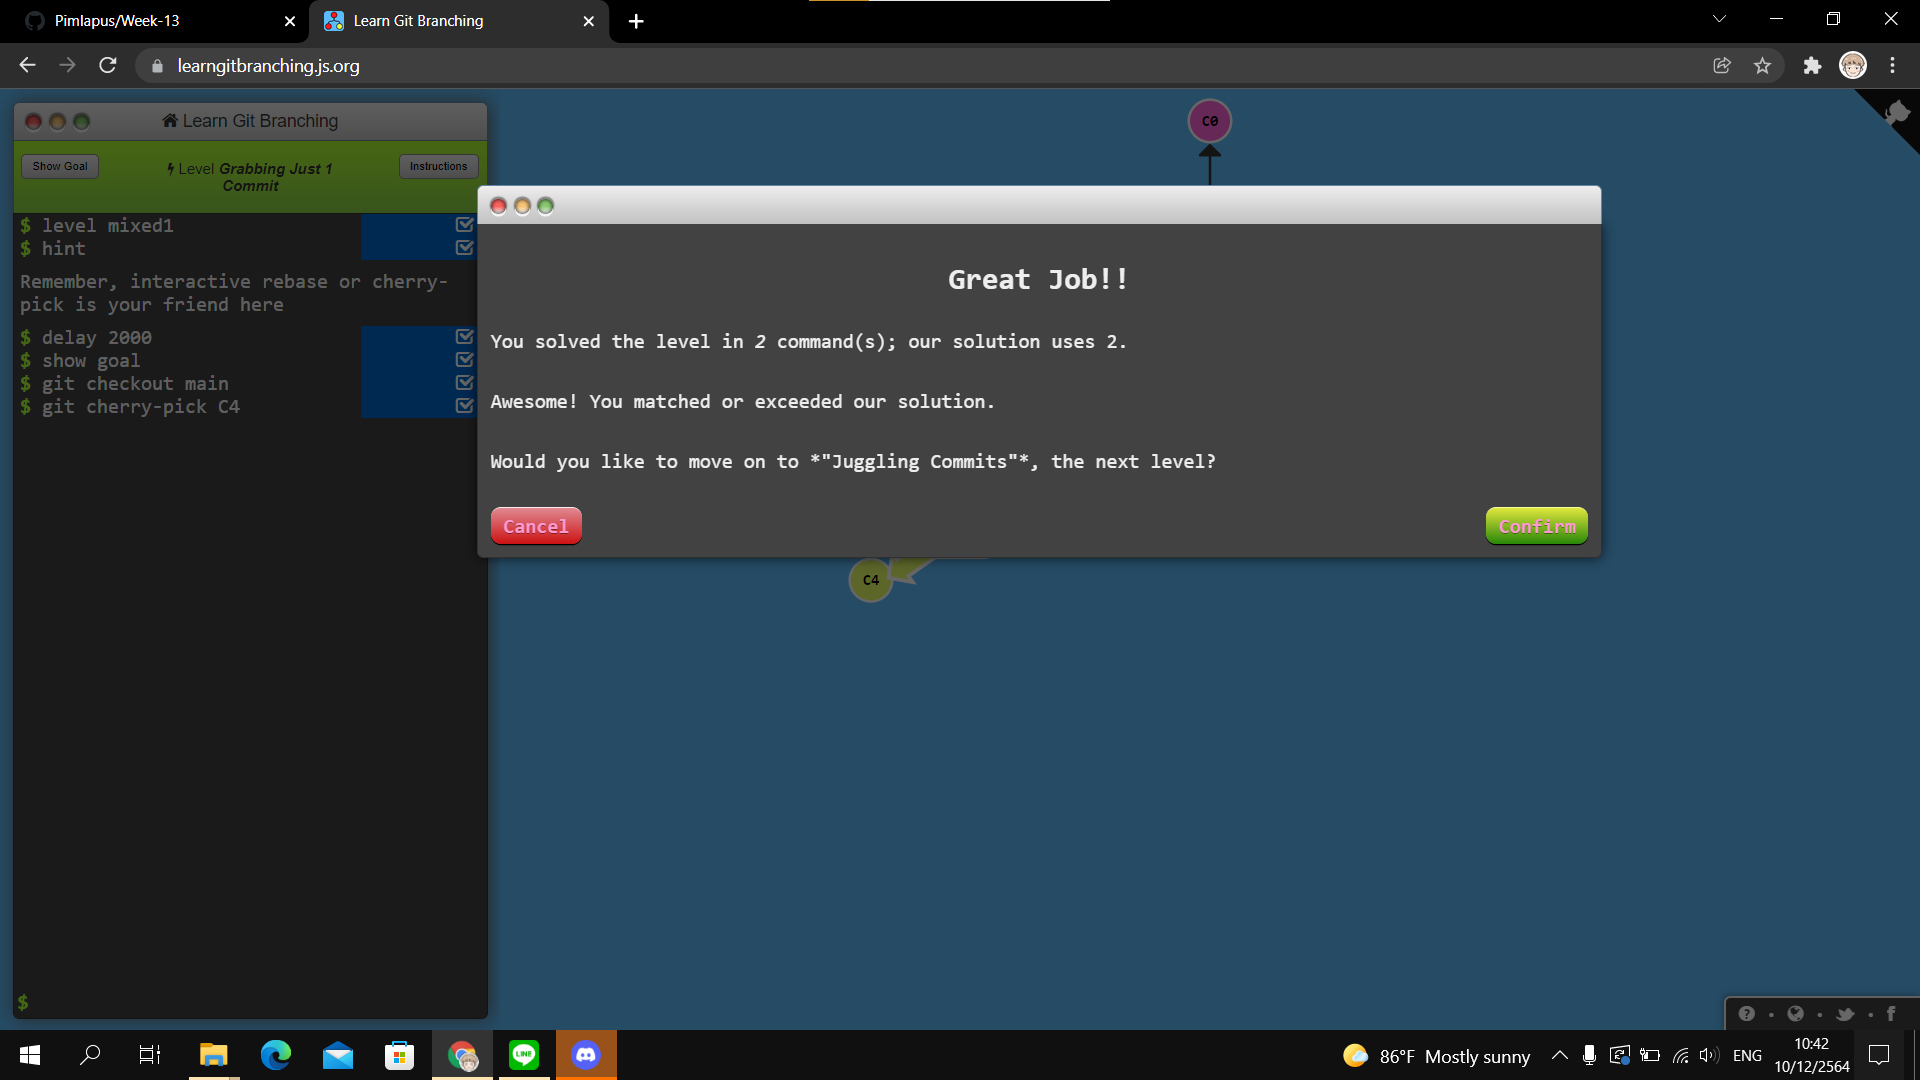 Pimlapus/Week-13
Learn Git Branching
learngitbranching.js.org
Learn Git Branching
Show Goal
Level Grabbing Just 1
Commit
Instructions
$ level mixed1
$ hint
Remember, interactive rebase or cherry-
pick is your friend here
$ delay 2000
$ show goal
$ git checkout main
$ git cherry-pick C4
$
C0
Great Job!!
You solved the level in 2 command(s); our solution uses 2.
Awesome! You matched or exceeded our solution.
Would you like to move on to *"Juggling Commits"*, the next level?
Cancel
Confirm
C4
LINE
86°F Mostly sunny
ENG
10:42
10/12/2564